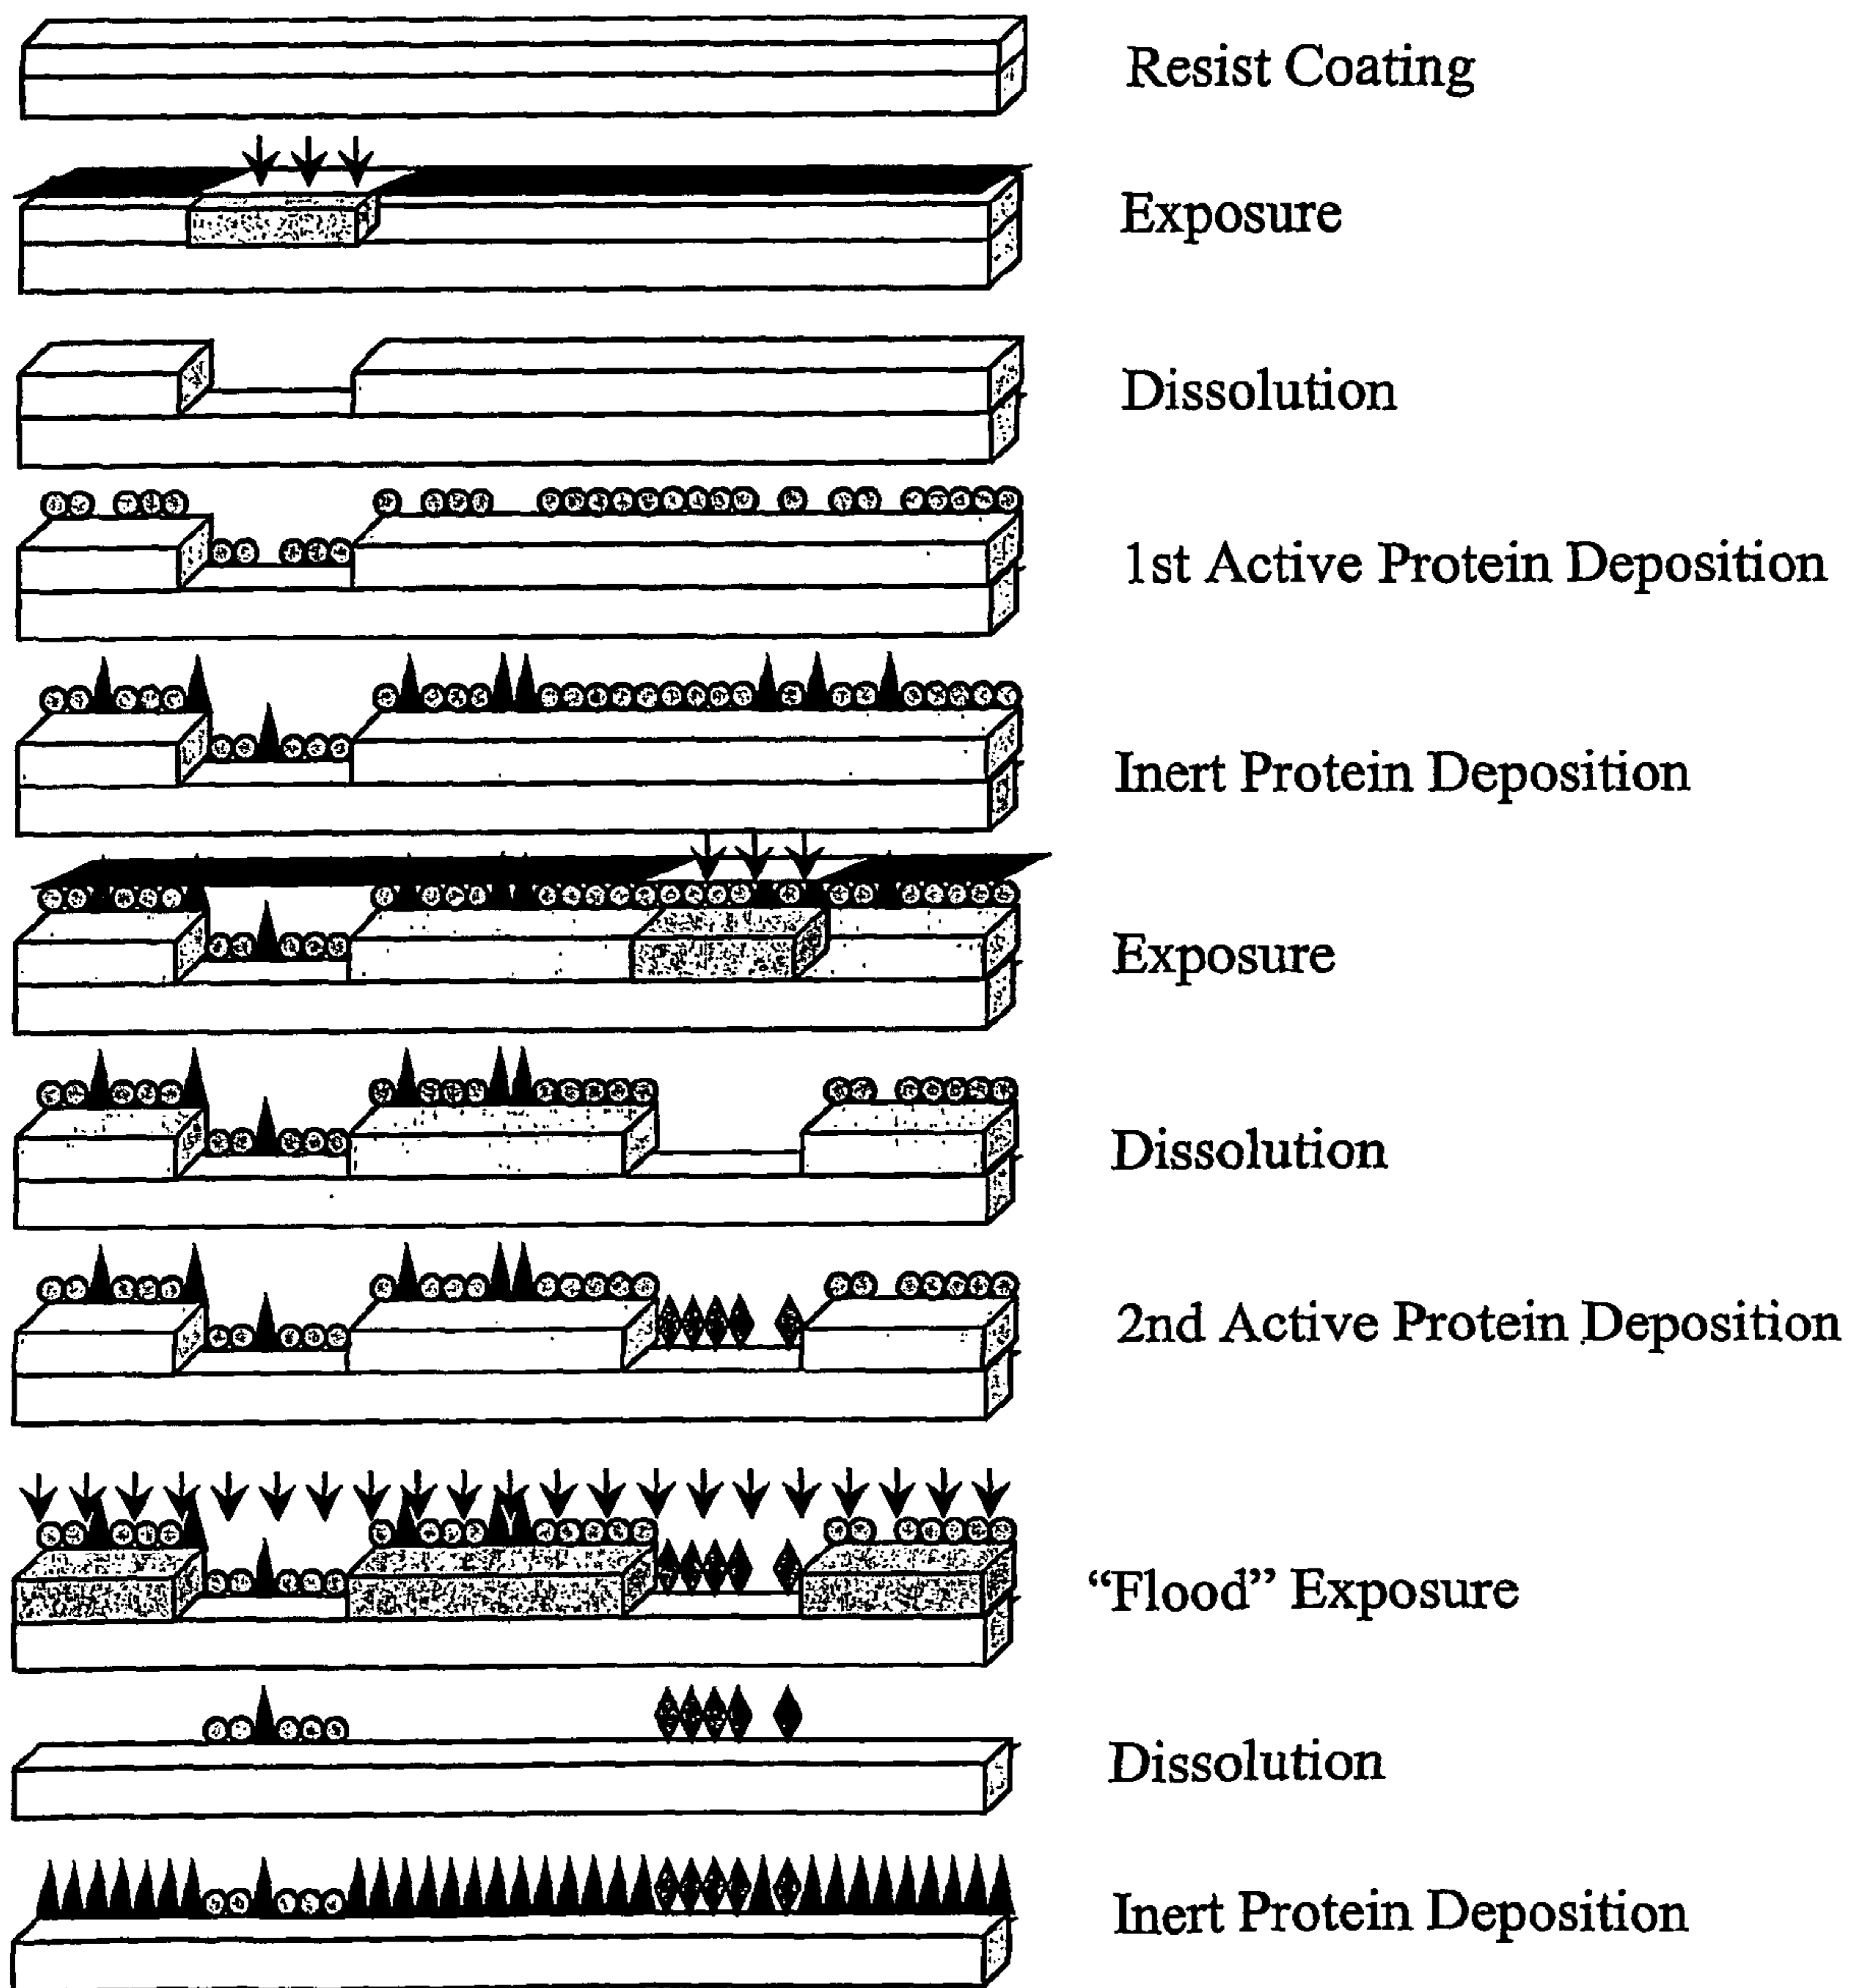 Resist Coating
Exposure
Dissolution
1st Active Protein Deposition
Inert Protein Deposition
Exposure
Dissolution
2nd Active Protein Deposition
“Flood” Exposure
Dissolution
Inert Protein Deposition